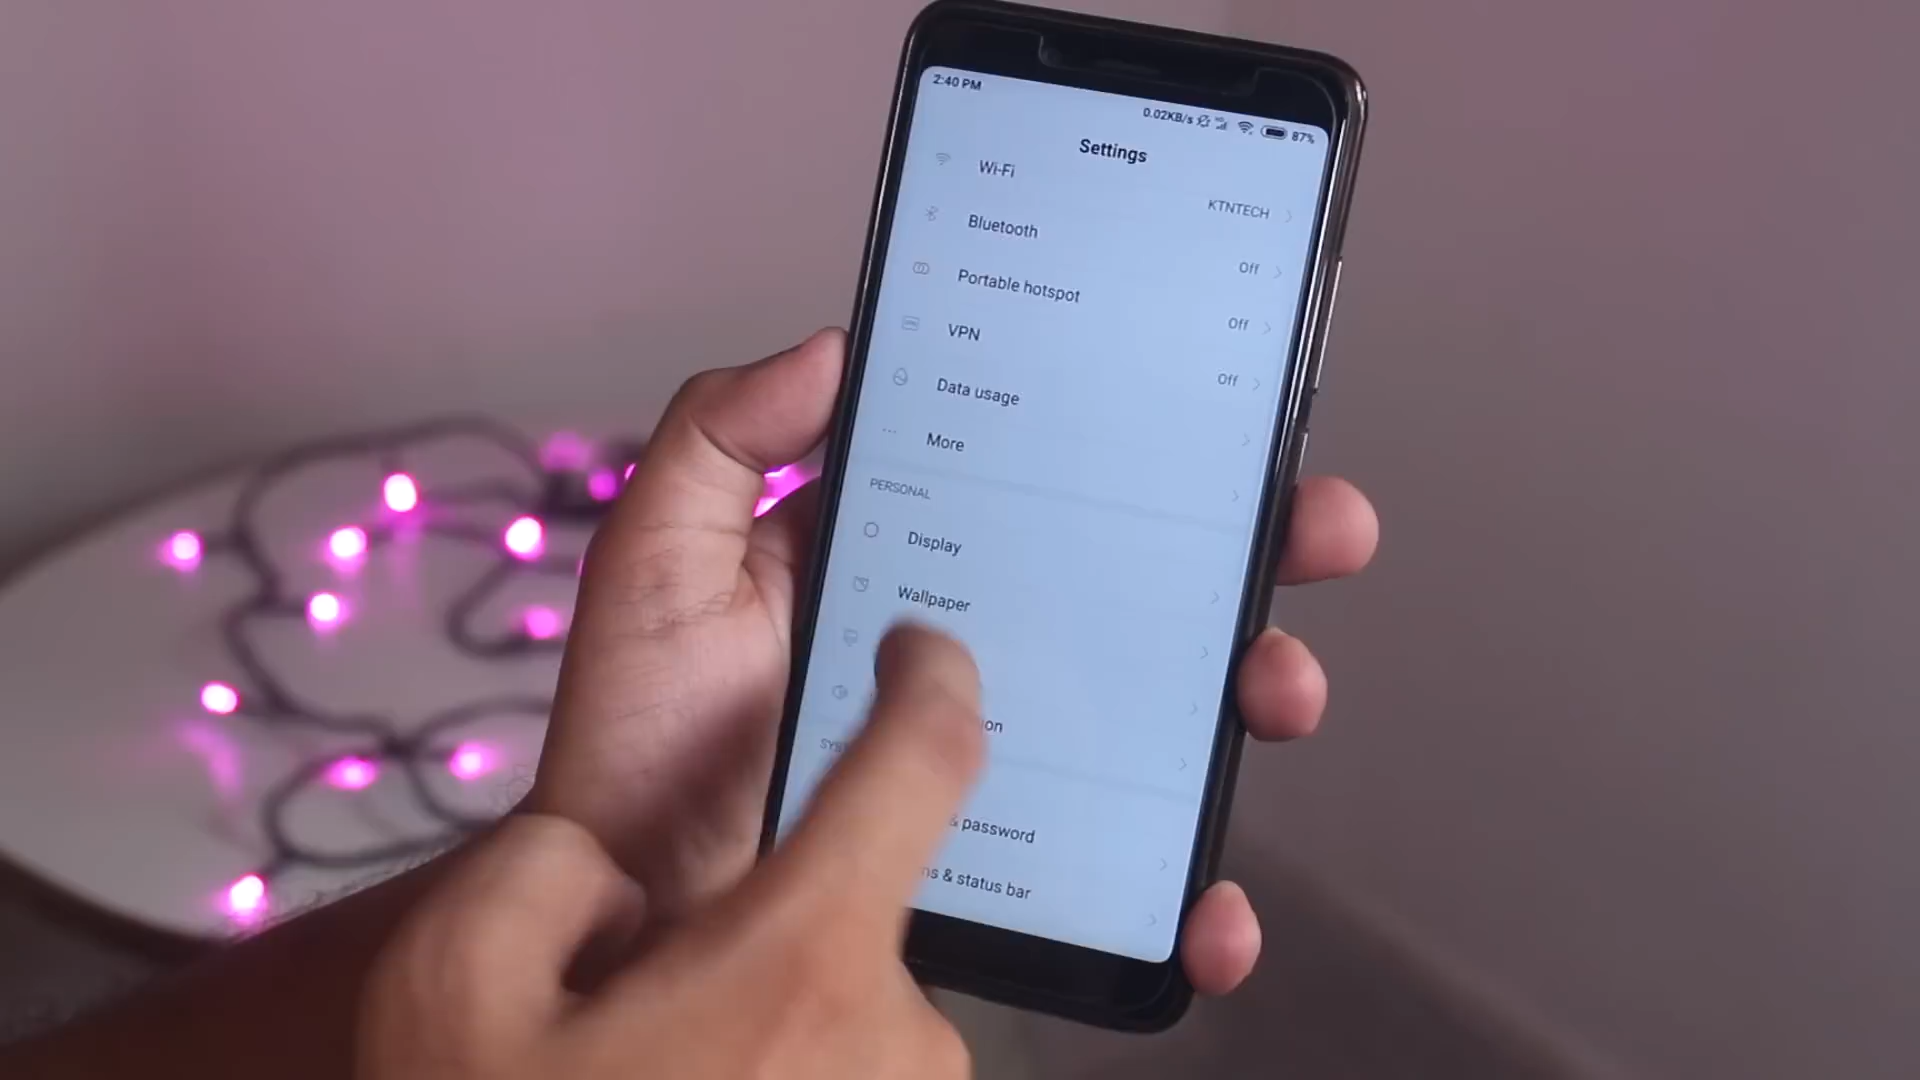 2:40 PM
0.02KB/s 87%
Settings
Wi-Fi KTNTECH
Bluetooth Off
Portable hotspot Off
VPN Off
Data usage
More
PERSONAL
Display
Wallpaper
& password
& status bar